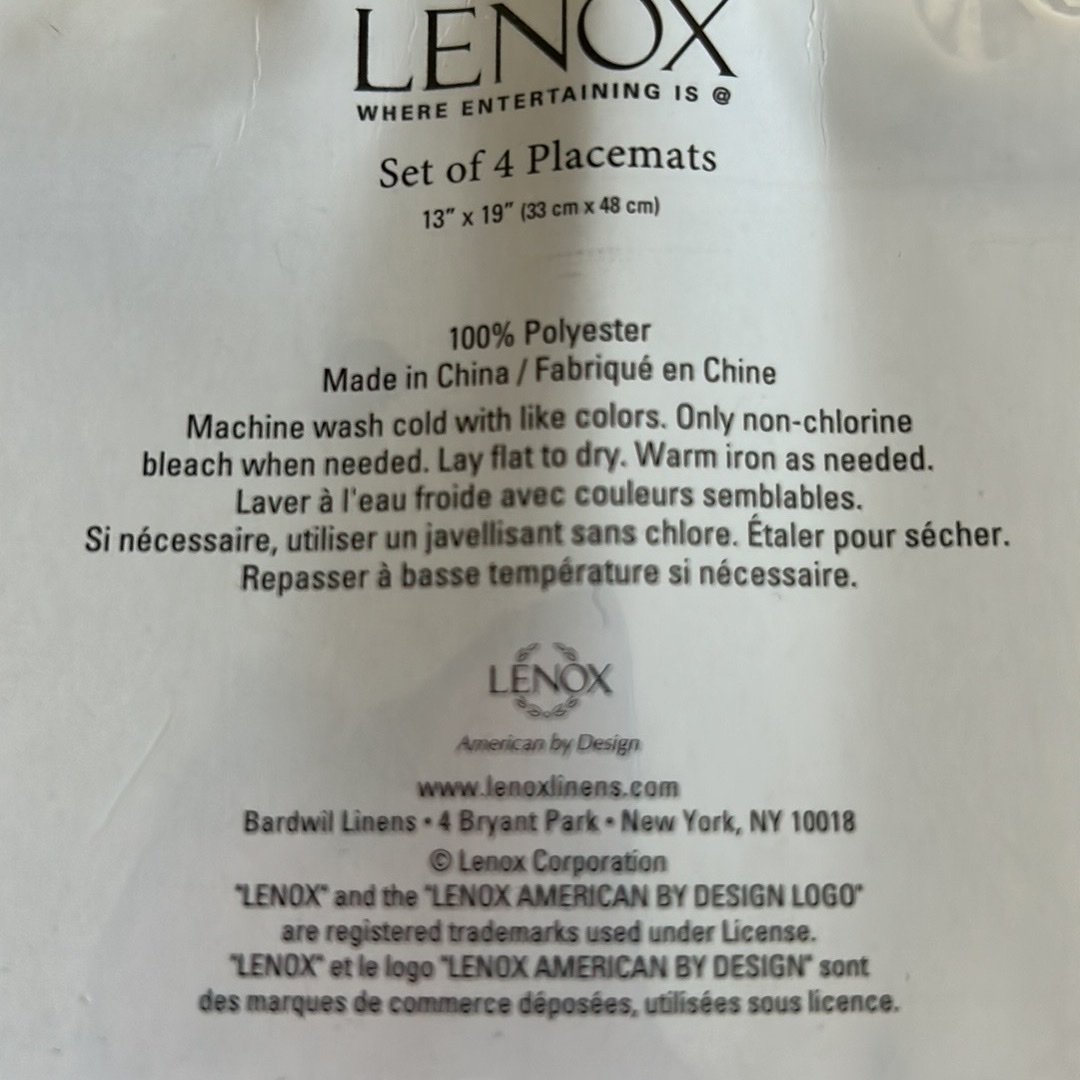 LENOX
WHERE ENTERTAINING IS @
Set of 4 Placemats
13" x 19" (33 cm x 48 cm)
100% Polyester
Made in China / Fabriqué en Chine
Machine wash cold with like colors. Only non-chlorine
bleach when needed. Lay flat to dry. Warm iron as needed.
Laver à l'eau froide avec couleurs semblables.
Si nécessaire, utiliser un javellisant sans chlore. Étaler pour sécher.
Repasser à basse température si nécessaire.
LENOX
American by Design
www.lenoxlinens.com
Bardwil Linens • 4 Bryant Park • New York, NY 10018
© Lenox Corporation
"LENOX" and the "LENOX AMERICAN BY DESIGN LOGO"
are registered trademarks used under License.
"LENOX" et le logo "LENOX AMERICAN BY DESIGN" sont
des marques de commerce déposées, utilisées sous licence.